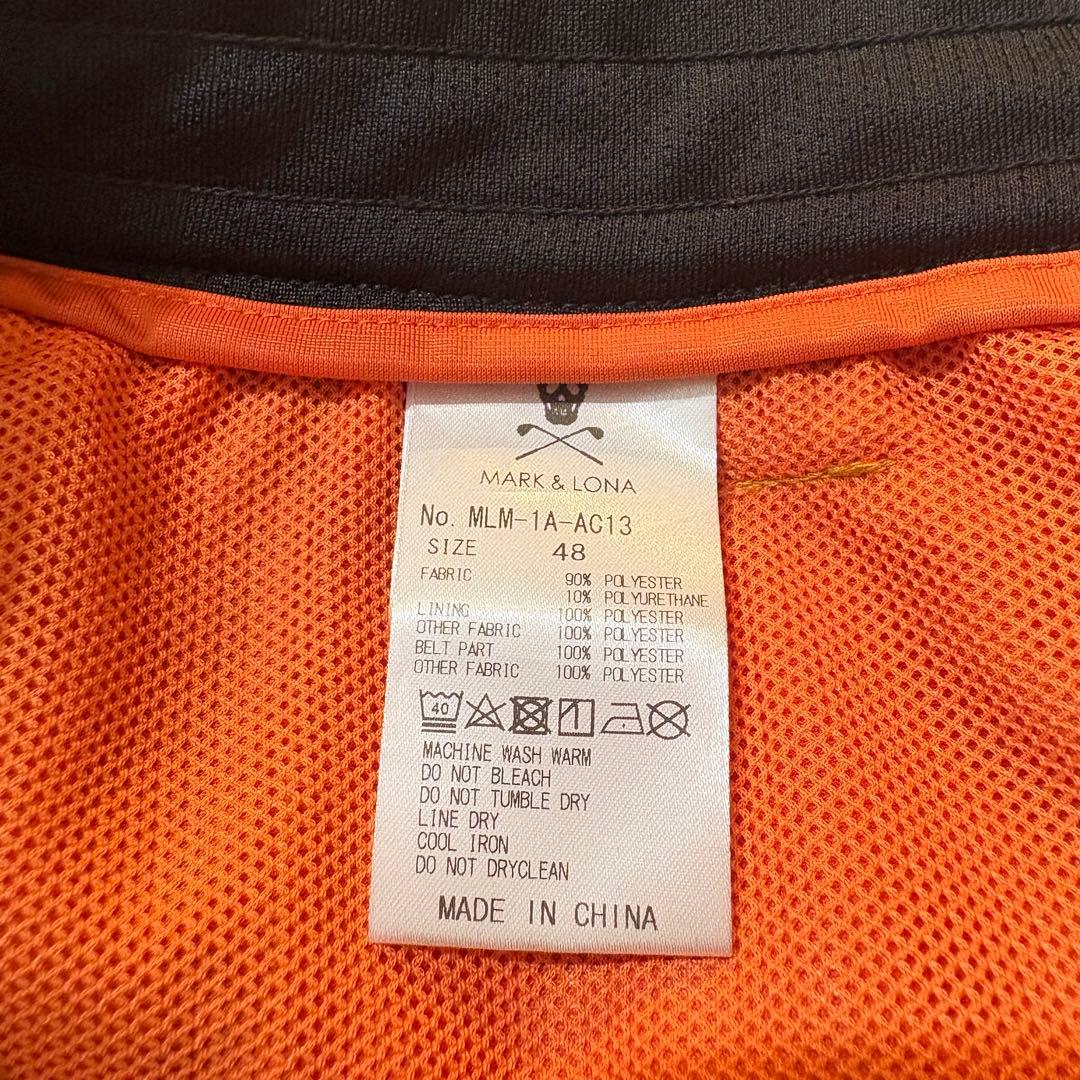 MARK & LONA
No. MLM-1A-AC13
SIZE 48
FABRIC 90% POLYESTER
10% POLYURETHANE
LINING 100% POLYESTER
OTHER FABRIC 100% POLYESTER
BELT PART 100% POLYESTER
OTHER FABRIC 100% POLYESTER
40
MACHINE WASH WARM
DO NOT BLEACH
DO NOT TUMBLE DRY
LINE DRY
COOL IRON
DO NOT DRYCLEAN
MADE IN CHINA